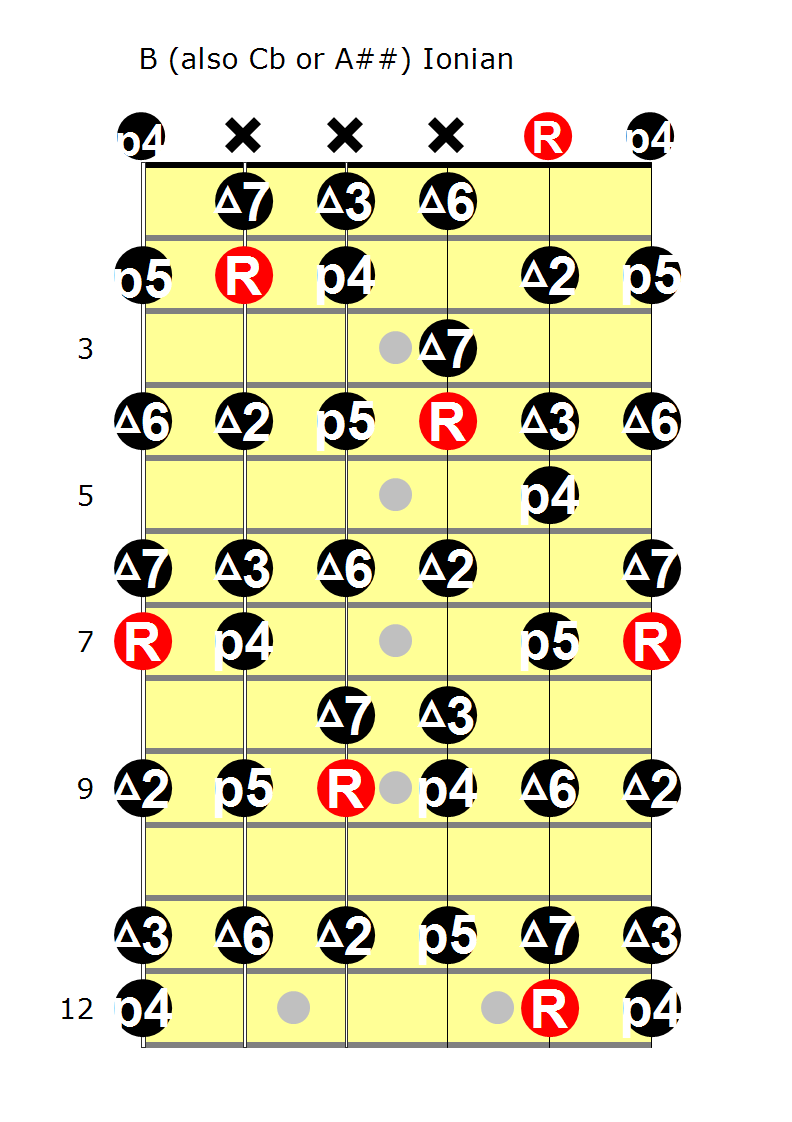 B (also Cb or A##) Ionian
p4 × × × R p4
Δ7 Δ3 Δ6
p5 R p4 Δ2 p5
3 Δ7
Δ6 Δ2 p5 R Δ3 Δ6
5 p4
Δ7 Δ3 Δ6 Δ2 Δ7
7 R p4 p5 R
Δ7 Δ3
9 Δ2 p5 R p4 Δ6 Δ2
Δ3 Δ6 Δ2 p5 Δ7 Δ3
12 p4 R p4